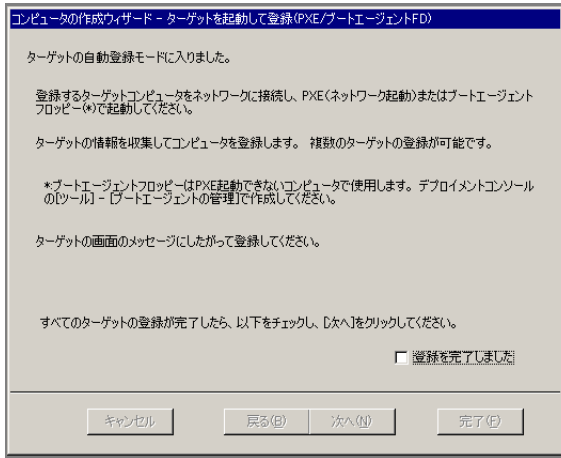 コンピュータの作成ウィザード - ターゲットを起動して登録(PXE/ブートエージェントFD)
ターゲットの自動登録モードに入りました。
登録するターゲットコンピュータをネットワークに接続し、PXE(ネットワーク起動)またはブートエージェント
フロッピー(*)で起動してください。
ターゲットの情報を収集してコンピュータを登録します。 複数のターゲットの登録が可能です。
*:ブートエージェントフロッピーはPXE起動できないコンピュータで使用します。デプロイメントコンソール
の[ツール] - [ブートエージェントの管理]で作成してください。
ターゲットの画面のメッセージにしたがって登録してください。
すべてのターゲットの登録が完了したら、以下をチェックし、[次へ]をクリックしてください。
登録を完了しました
キャンセル 戻る(B) 次へ(N) 完了(F)